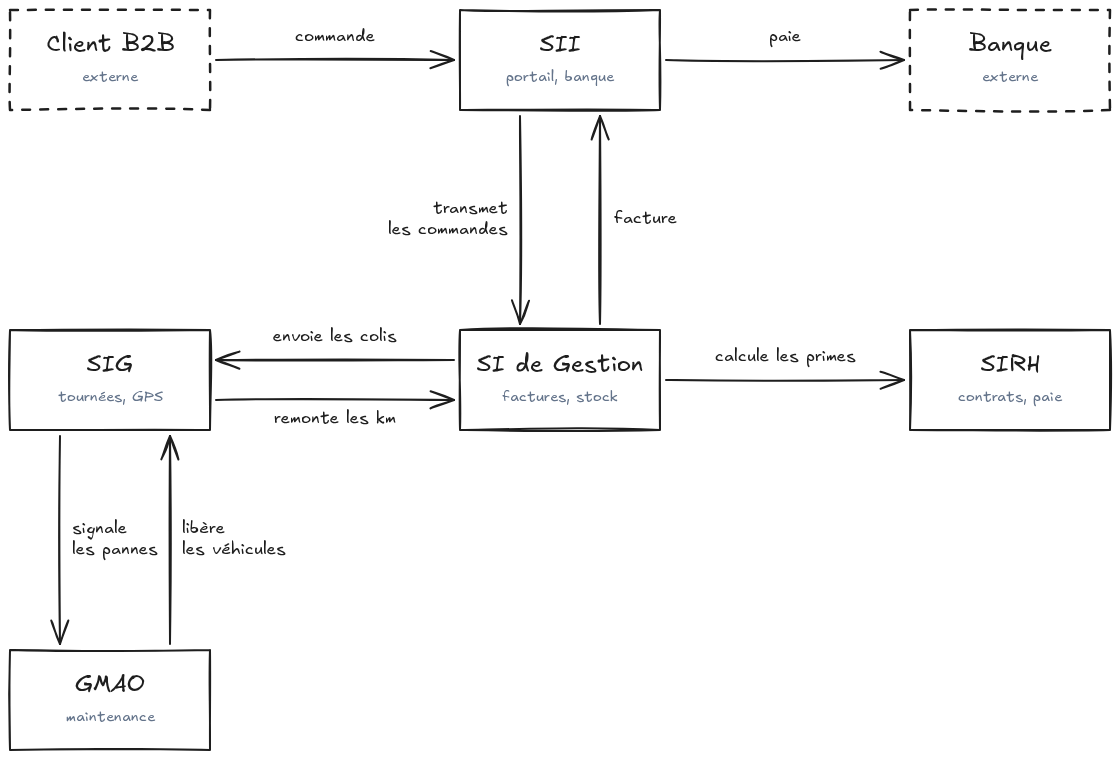 Client B2B
externe
commande
SII
portail, banque
paie
Banque
externe
transmet
les commandes
facture
SIG
tournées, GPS
envoie les colis
remonte les km
SI de Gestion
factures, stock
calcule les primes
SIRH
contrats, paie
signale
les pannes
libère
les véhicules
GMAO
maintenance